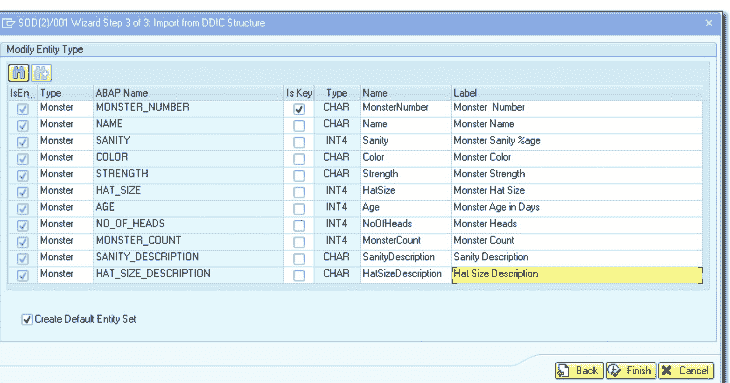 SOD(2)/001 Wizard Step 3 of 3: Import from DDIC Structure
Modify Entity Type
IsEn.. Type ABAP Name Is Key Type Name Label
Monster MONSTER_NUMBER CHAR MonsterNumber Monster Number
Monster NAME CHAR Name Monster Name
Monster SANITY INT4 Sanity Monster Sanity %age
Monster COLOR CHAR Color Monster Color
Monster STRENGTH CHAR Strength Monster Strength
Monster HAT_SIZE INT4 HatSize Monster Hat Size
Monster AGE INT4 Age Monster Age in Days
Monster NO_OF_HEADS INT4 NoOfHeads Monster Heads
Monster MONSTER_COUNT INT4 MonsterCount Monster Count
Monster SANITY_DESCRIPTION CHAR SanityDescription Sanity Description
Monster HAT_SIZE_DESCRIPTION CHAR HatSizeDescription Hat Size Description
Create Default Entity Set
Back Finish Cancel